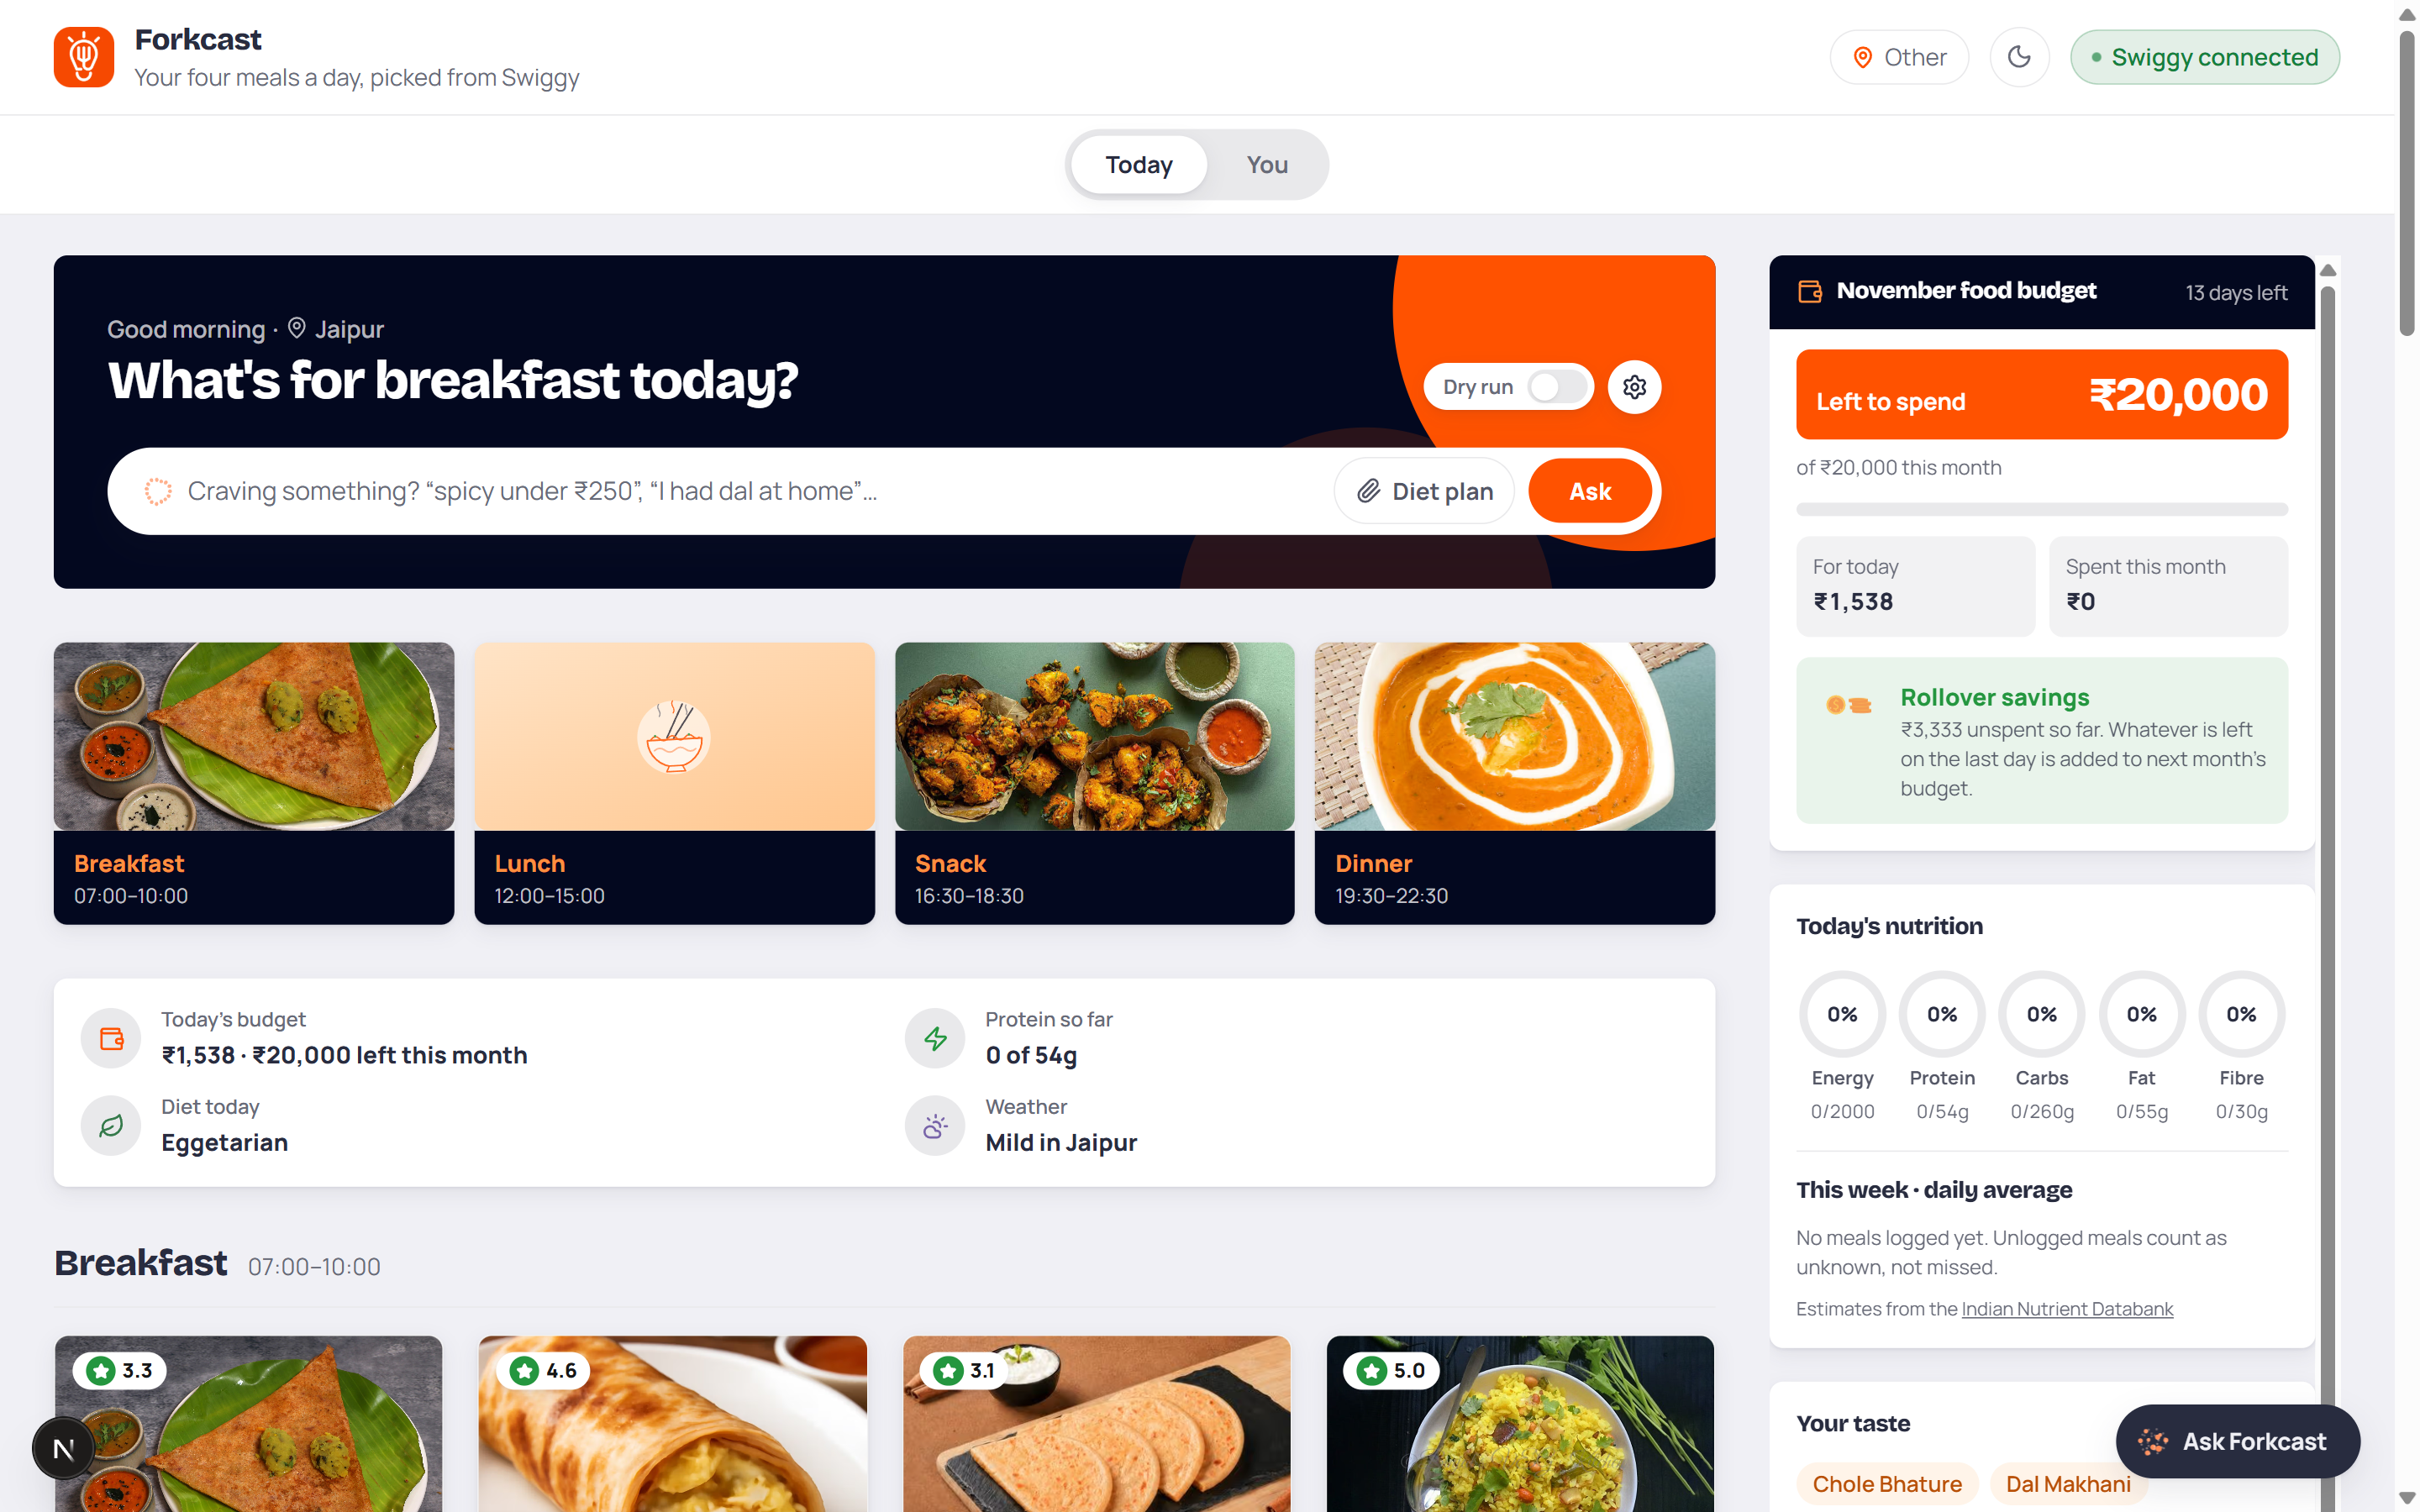 Forkcast
Your four meals a day, picked from Swiggy
Other
Swiggy connected
Today
You
Good morning · Jaipur
What's for breakfast today?
Dry run
Craving something? “spicy under ₹250”, “I had dal at home”...
Diet plan
Ask
Breakfast
07:00–10:00
Lunch
12:00–15:00
Snack
16:30–18:30
Dinner
19:30–22:30
Today's budget
₹1,538 · ₹20,000 left this month
Protein so far
0 of 54g
Diet today
Eggetarian
Weather
Mild in Jaipur
Breakfast 07:00–10:00
3.3
4.6
3.1
5.0
N
November food budget
13 days left
Left to spend
₹20,000
of ₹20,000 this month
For today
₹1,538
Spent this month
₹0
Rollover savings
₹3,333 unspent so far. Whatever is left
on the last day is added to next month's
budget.
Today's nutrition
0% 0% 0% 0% 0%
Energy Protein Carbs Fat Fibre
0/2000 0/54g 0/260g 0/55g 0/30g
This week · daily average
No meals logged yet. Unlogged meals count as
unknown, not missed.
Estimates from the Indian Nutrient Databank
Your taste
Chole Bhature
Dal Makhani
Ask Forkcast